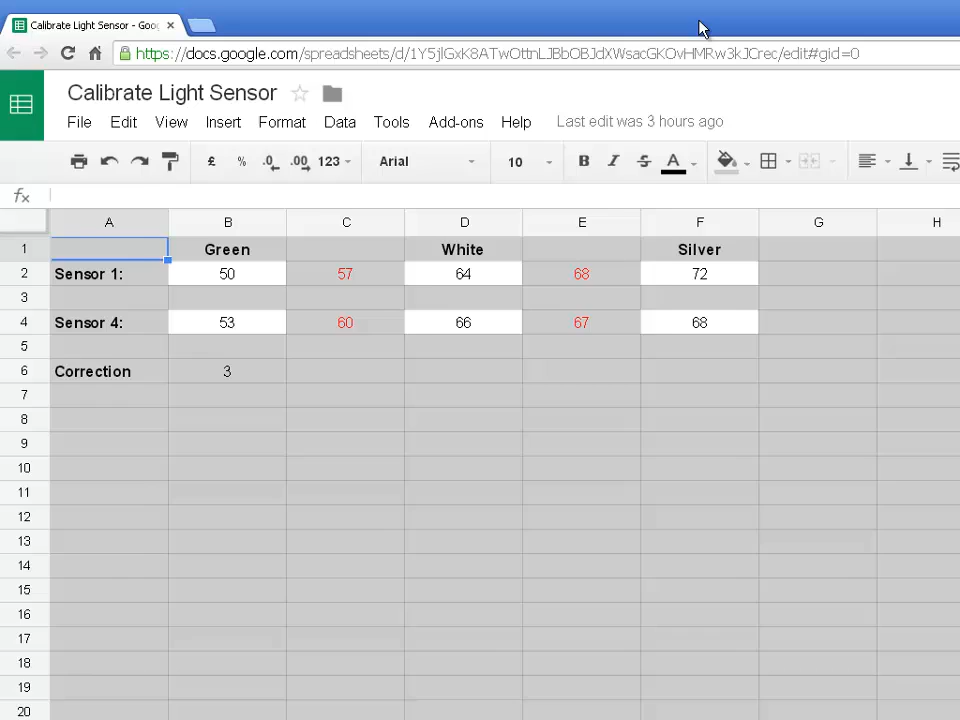 Calibrate Light Sensor - Goo
https://docs.google.com/spreadsheets/d/1Y5jlGxK8ATwOttnLJBbOBJdXWsacGKOvHMRw3kJCrec/edit#gid=0
Calibrate Light Sensor
File Edit View Insert Format Data Tools Add-ons Help Last edit was 3 hours ago
£ % .0 .00 123 Arial 10 B I S A
fx
A B C D E F G H
1 Green White Silver
2 Sensor 1: 50 57 64 68 72
3
4 Sensor 4: 53 60 66 67 68
5
6 Correction 3
7
8
9
10
11
12
13
14
15
16
17
18
19
20